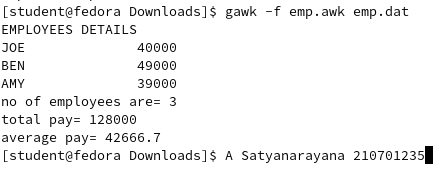 [student@fedora Downloads]$ gawk -f emp.awk emp.dat
EMPLOYEES DETAILS
JOE 40000
BEN 49000
AMY 39000
no of employees are= 3
total pay= 128000
average pay= 42666.7
[student@fedora Downloads]$ A Satyanarayana 210701235